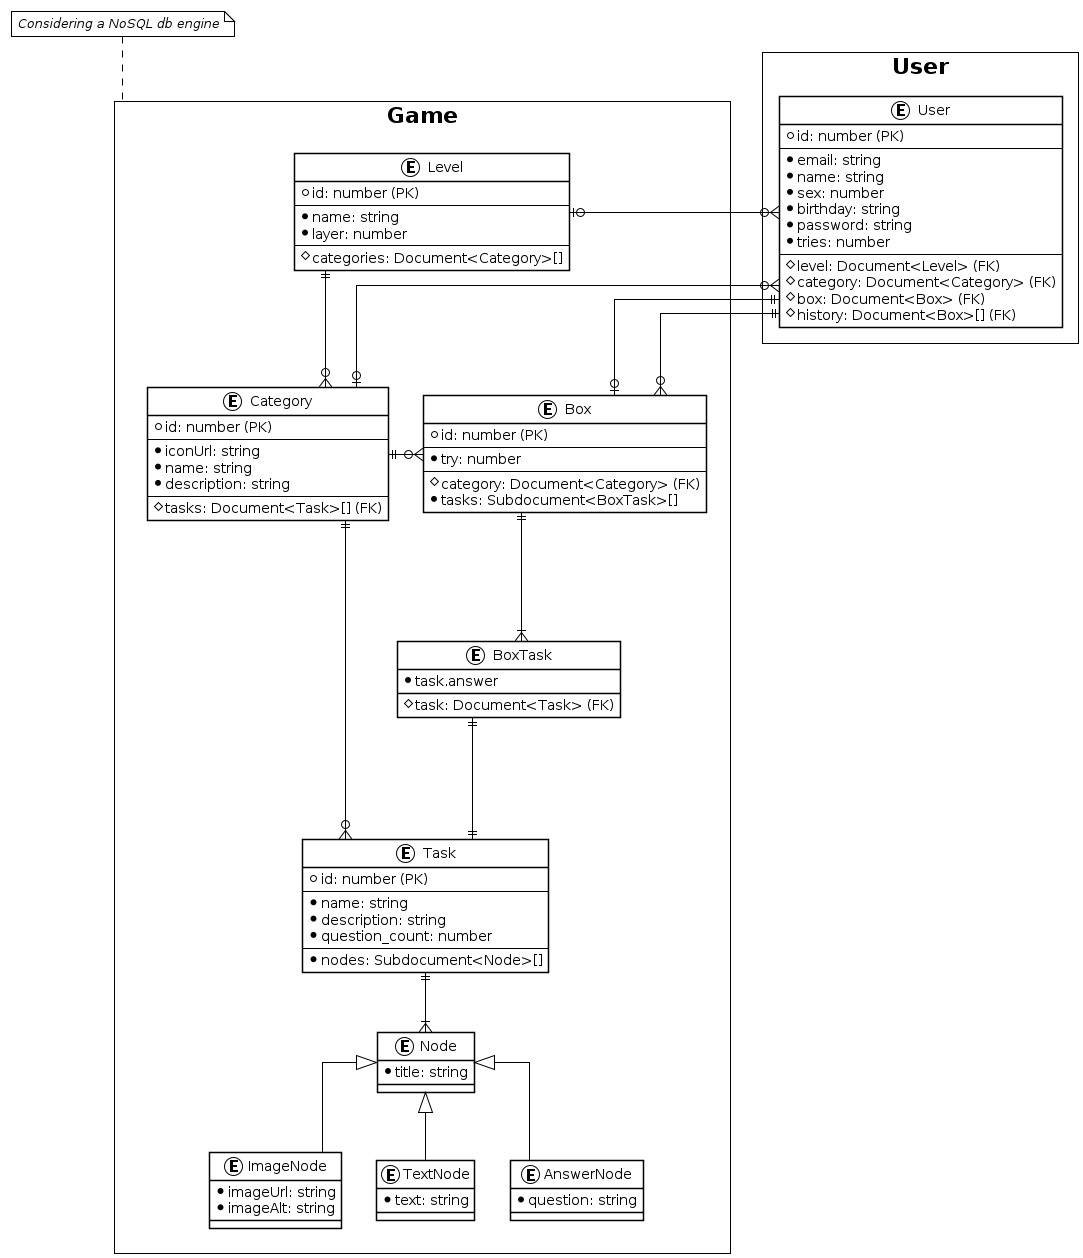 Considering a NoSQL db engine
User
E User
id: number (PK)
email: string
name: string
sex: number
birthday: string
password: string
tries: number
level: Document<Level> (FK)
category: Document<Category> (FK)
box: Document<Box> (FK)
history: Document<Box>[] (FK)
Game
E Level
id: number (PK)
name: string
layer: number
categories: Document<Category>[]
E Category
id: number (PK)
iconUrl: string
name: string
description: string
tasks: Document<Task>[] (FK)
E Box
id: number (PK)
try: number
category: Document<Category> (FK)
tasks: Subdocument<BoxTask>[]
E BoxTask
task.answer
task: Document<Task> (FK)
E Task
id: number (PK)
name: string
description: string
question_count: number
nodes: Subdocument<Node>[]
E Node
title: string
E ImageNode
imageUrl: string
imageAlt: string
E TextNode
text: string
E AnswerNode
question: string